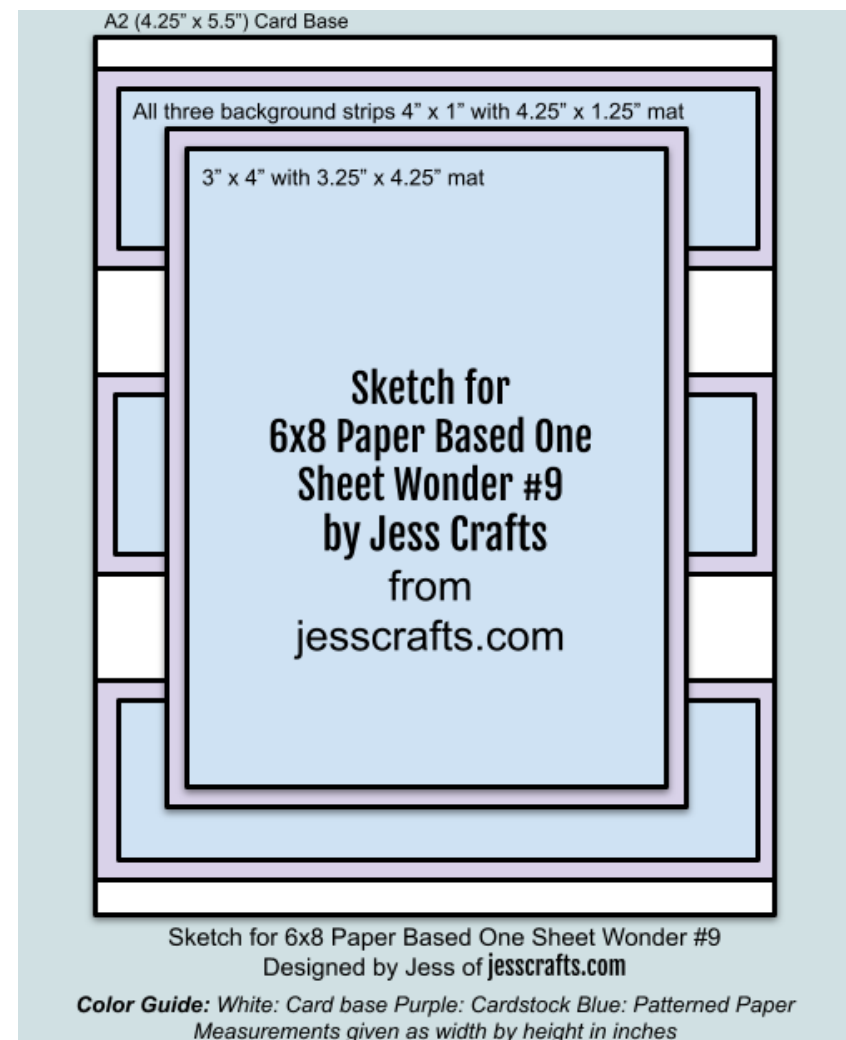 A2 (4.25” x 5.5”) Card Base
All three background strips 4” x 1” with 4.25” x 1.25” mat
3” x 4” with 3.25” x 4.25” mat
Sketch for
6x8 Paper Based One
Sheet Wonder #9
by Jess Crafts
from
jesscrafts.com
Sketch for 6x8 Paper Based One Sheet Wonder #9
Designed by Jess of jesscrafts.com
Color Guide: White: Card base Purple: Cardstock Blue: Patterned Paper
Measurements given as width by height in inches